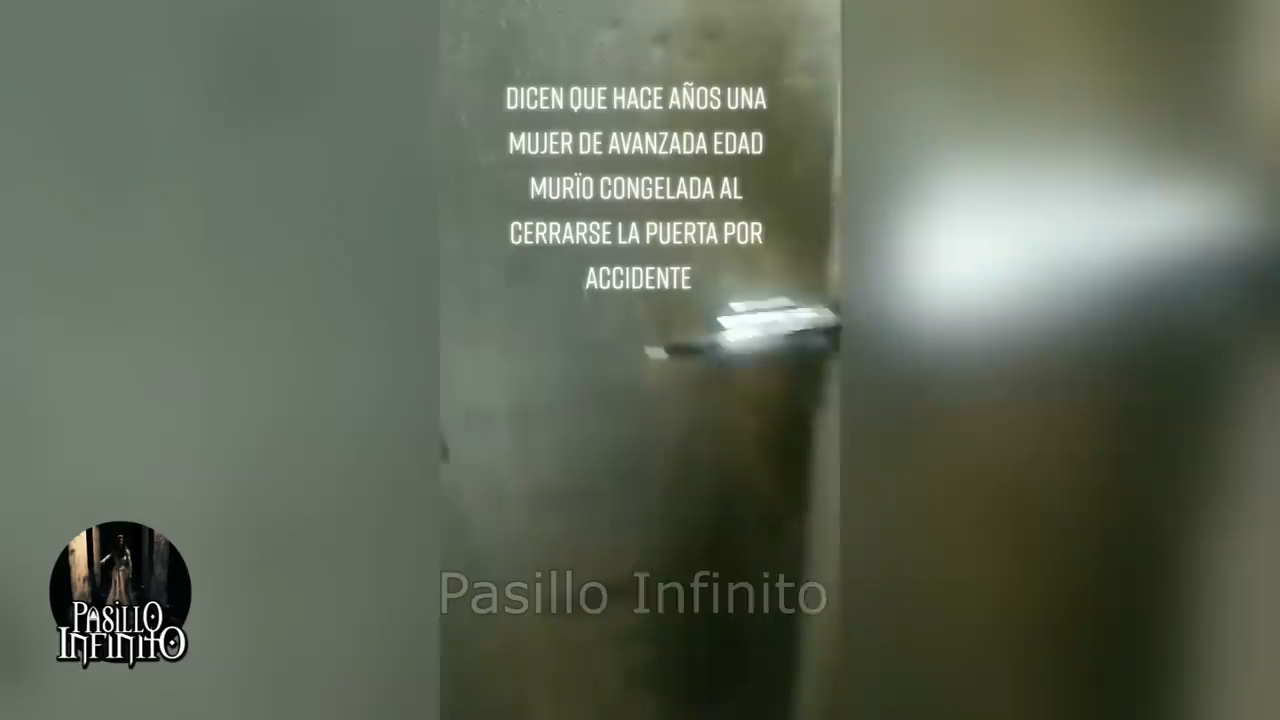 DICEN QUE HACE AÑOS UNA
MUJER DE AVANZADA EDAD
MURÏO CONGELADA AL
CERRARSE LA PUERTA POR
ACCIDENTE
Pasillo Infinito
PASILLO
INFINITO